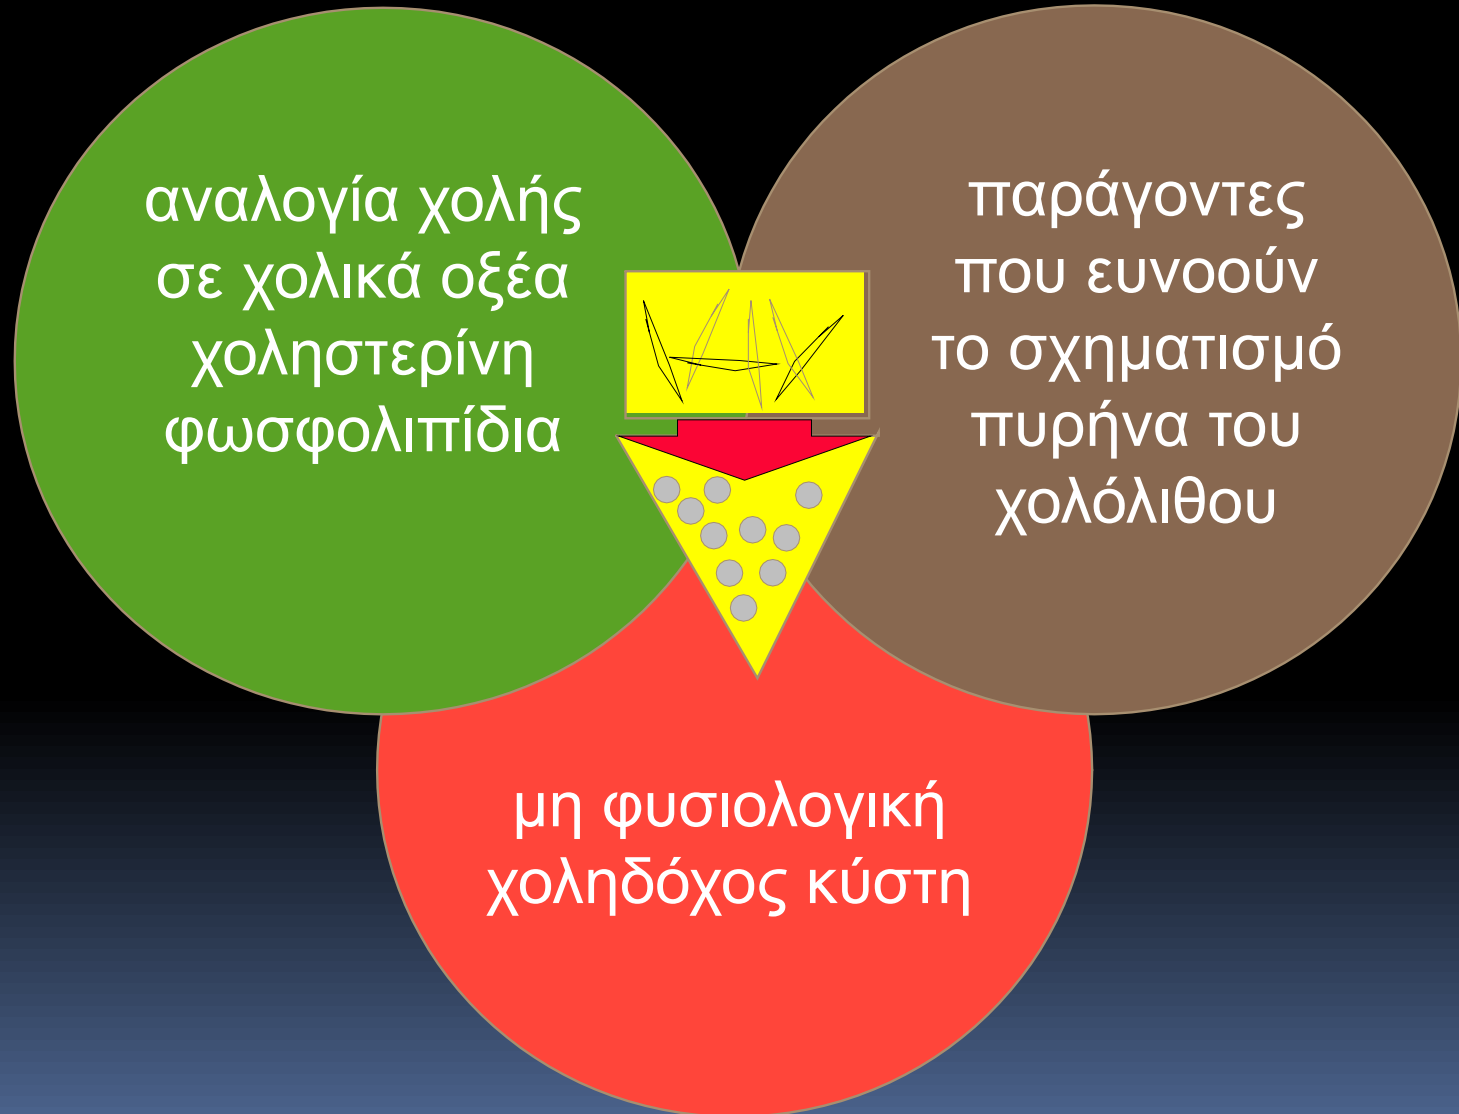 αναλογία χολής
σε χολικά οξέα
χοληστερίνη
φωσφολιπίδια
παράγοντες
που ευνοούν
το σχηματισμό
πυρήνα του
χολόλιθου
μη φυσιολογική
χοληδόχος κύστη